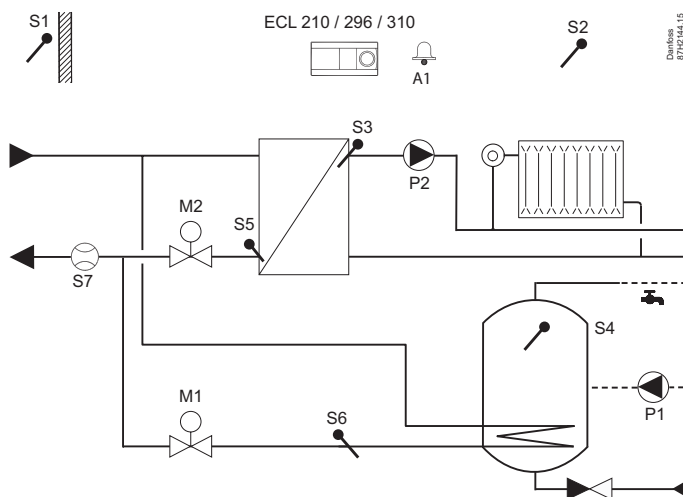 S1
ECL 210 / 296 / 310
S2
Danfoss
87H2144.15
A1
S3
P2
M2
S5
S7
S4
M1
S6
P1